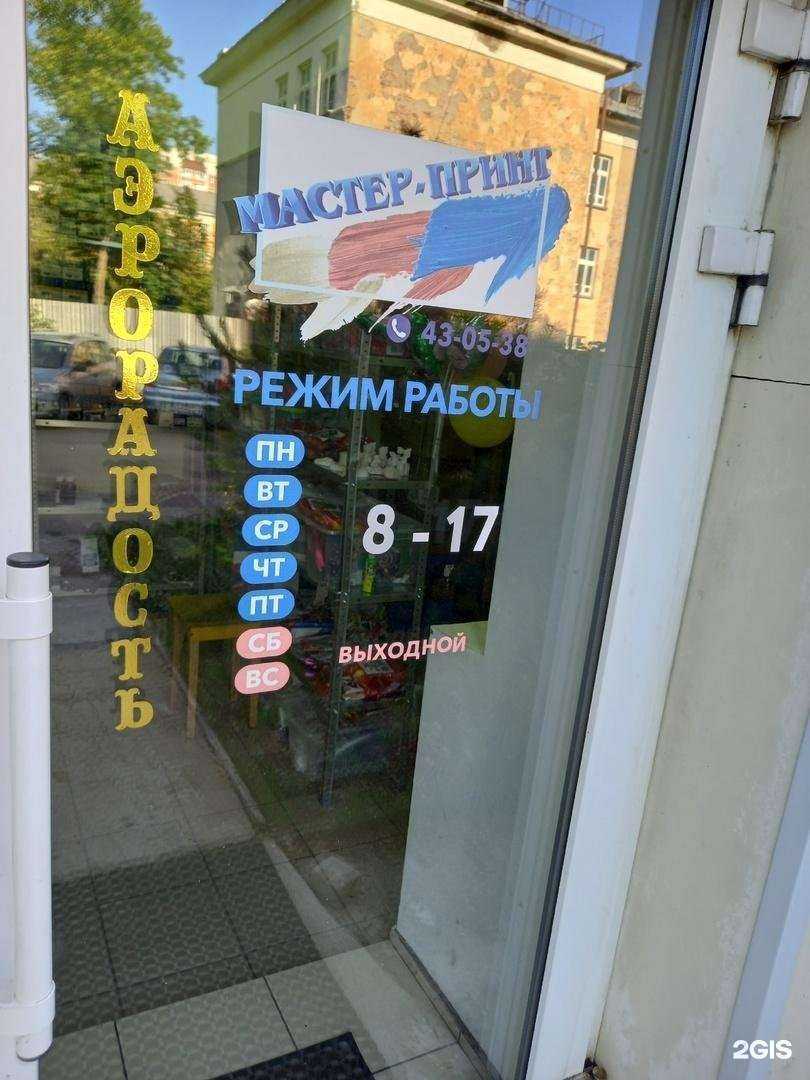 АЭРОРАДОСТЬ
МАСТЕР-ПРИНТ
43-05-38
РЕЖИМ РАБОТЫ
ПН
ВТ
СР
ЧТ
ПТ
8 - 17
СБ
ВС
ВЫХОДНОЙ
2GIS